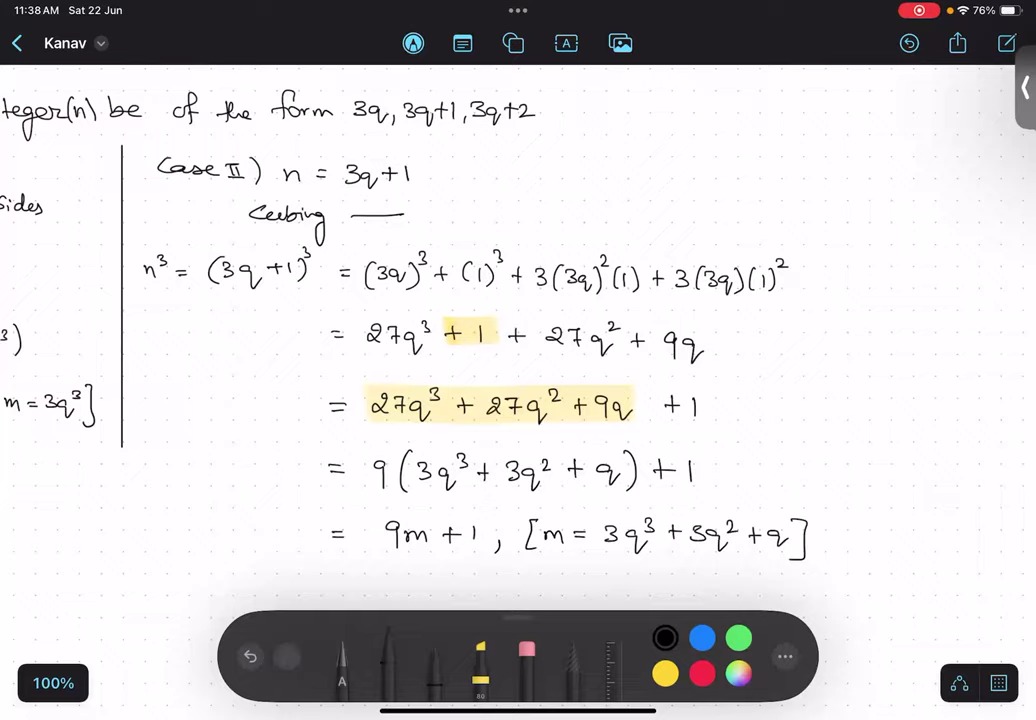 11:38 AM Sat 22 Jun
76%
Kanav
A
teger(n) be of the form 3q, 3q+1, 3q+2
Case II) n = 3q+1
sides
Cubing —
n³ = (3q+1)³ = (3q)³ + (1)³ + 3(3q)²(1) + 3(3q)(1)²
³)
= 27q³ + 1 + 27q² + 9q
m = 3q³]
= 27q³ + 27q² + 9q + 1
= 9(3q³ + 3q² + q) + 1
= 9m + 1, [m = 3q³ + 3q² + q]
A
80
100%